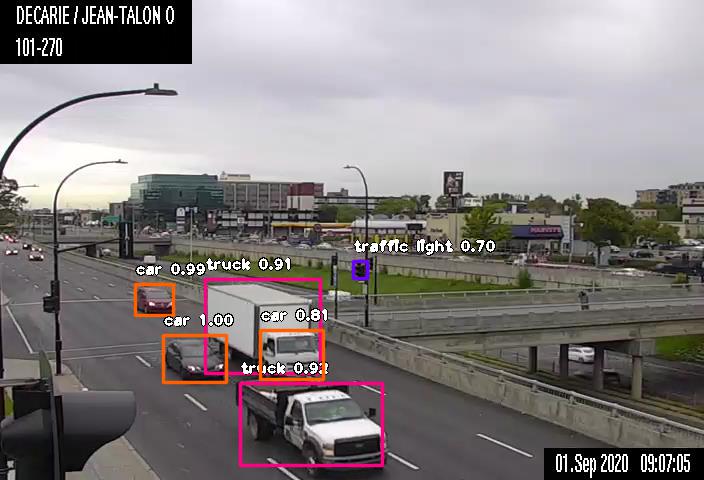 DECARIE / JEAN-TALON O
101-270
traffic light 0.70
car 0.99
truck 0.91
car 1.00
car 0.81
truck 0.92
01.Sep 2020 09:07:05